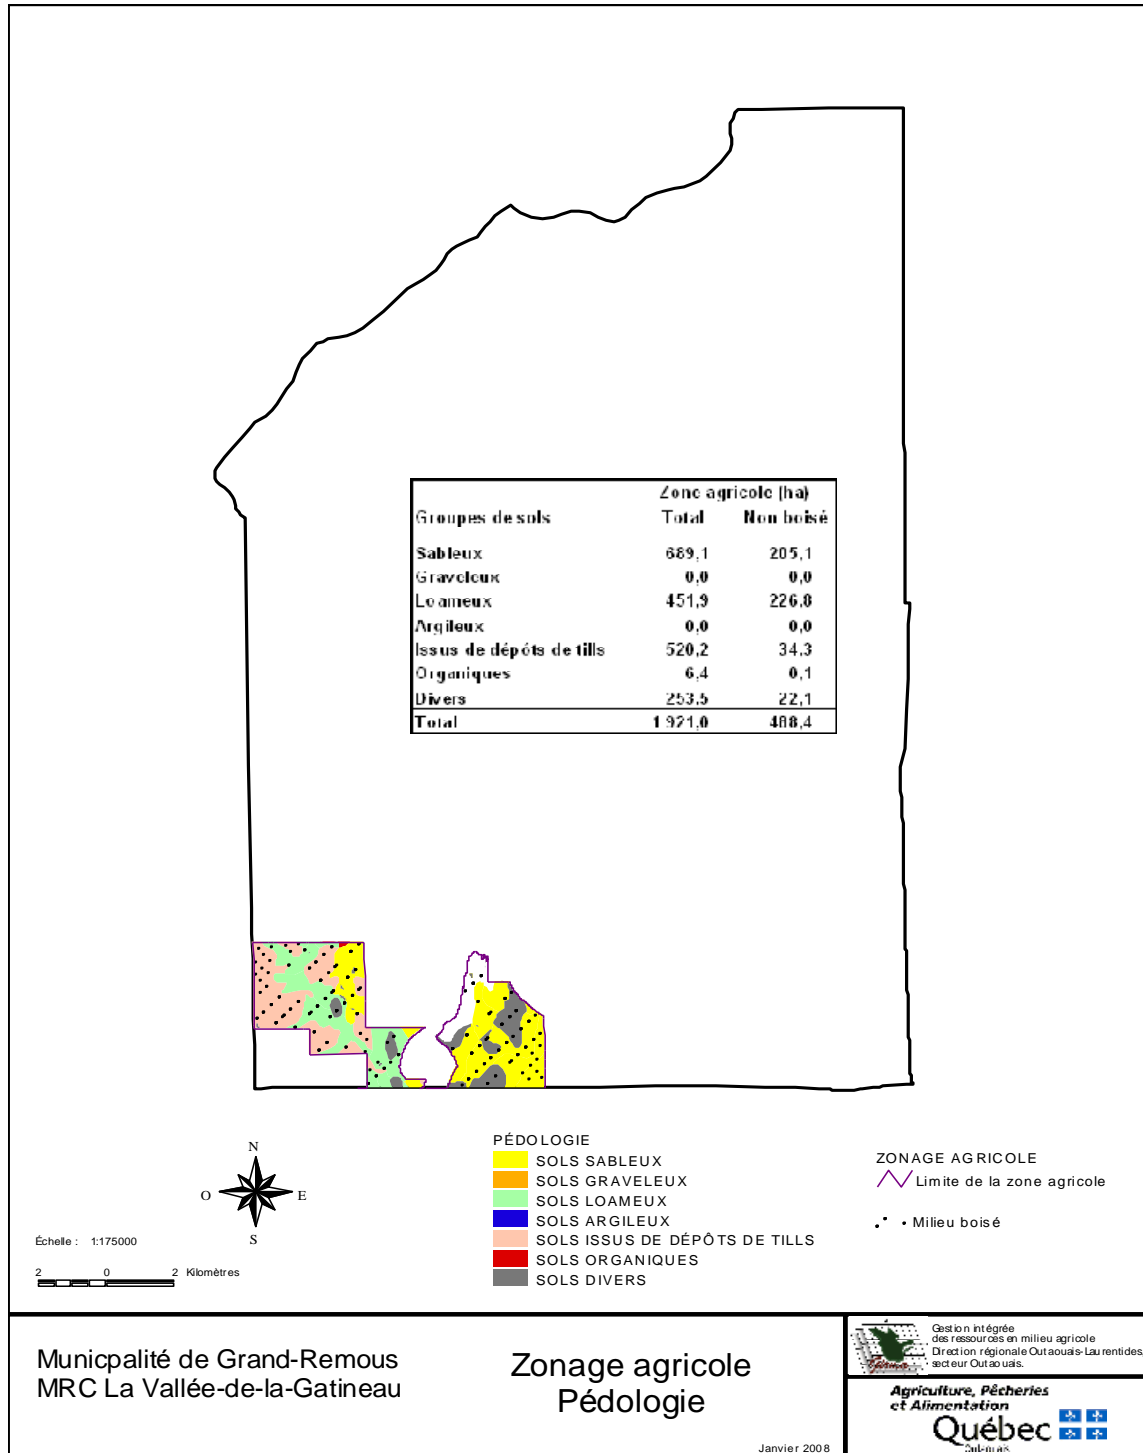 Zone agricole (ha)
Groupes de sols Total Non boisé
Sableux 689,1 205,1
Graveleux 0,0 0,0
Loameux 451,9 226,8
Argileux 0,0 0,0
Issus de dépôts de tills 520,2 34,3
Organiques 6,4 0,1
Divers 253,5 22,1
Total 1 921,0 488,4
N
O E
S
Échelle : 1:175000
2 0 2 Kilomètres
PÉDOLOGIE
SOLS SABLEUX
SOLS GRAVELEUX
SOLS LOAMEUX
SOLS ARGILEUX
SOLS ISSUS DE DÉPÔTS DE TILLS
SOLS ORGANIQUES
SOLS DIVERS
ZONAGE AGRICOLE
Limite de la zone agricole
Milieu boisé
Municpalité de Grand-Remous
MRC La Vallée-de-la-Gatineau
Zonage agricole
Pédologie
Janvier 2008
Gestion intégrée
des ressources en milieu agricole
Direction régionale Outaouais-Laurentides,
secteur Outaouais.
Agriculture, Pêcheries
et Alimentation
Québec
Outaouais